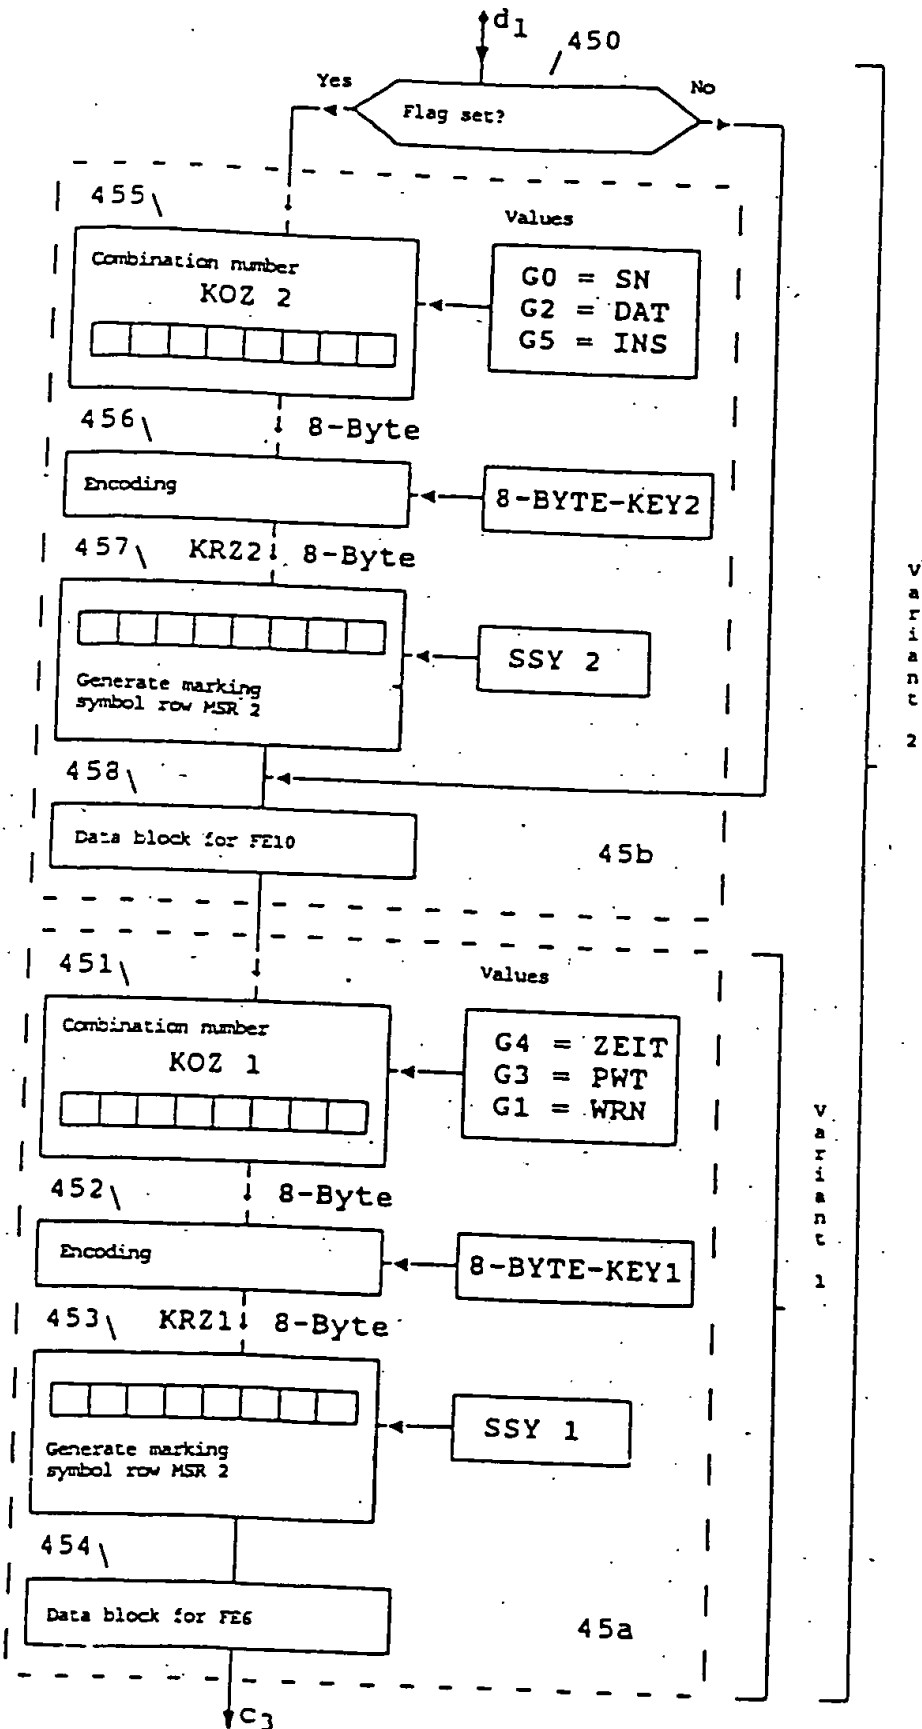 d1
450
Yes
No
Flag set?
455
Values
Combination number
KOZ 2
G0 = SN
G2 = DAT
G5 = INS
456
8-Byte
Encoding
8-BYTE-KEY2
457
KRZ2
8-Byte
SSY 2
Generate marking
symbol row MSR 2
458
Data block for FE10
45b
Variant 2
451
Values
Combination number
KOZ 1
G4 = ZEIT
G3 = PWT
G1 = WRN
452
8-Byte
Encoding
8-BYTE-KEY1
453
KRZ1
8-Byte
SSY 1
Generate marking
symbol row MSR 2
454
Data block for FE6
45a
Variant 1
c3